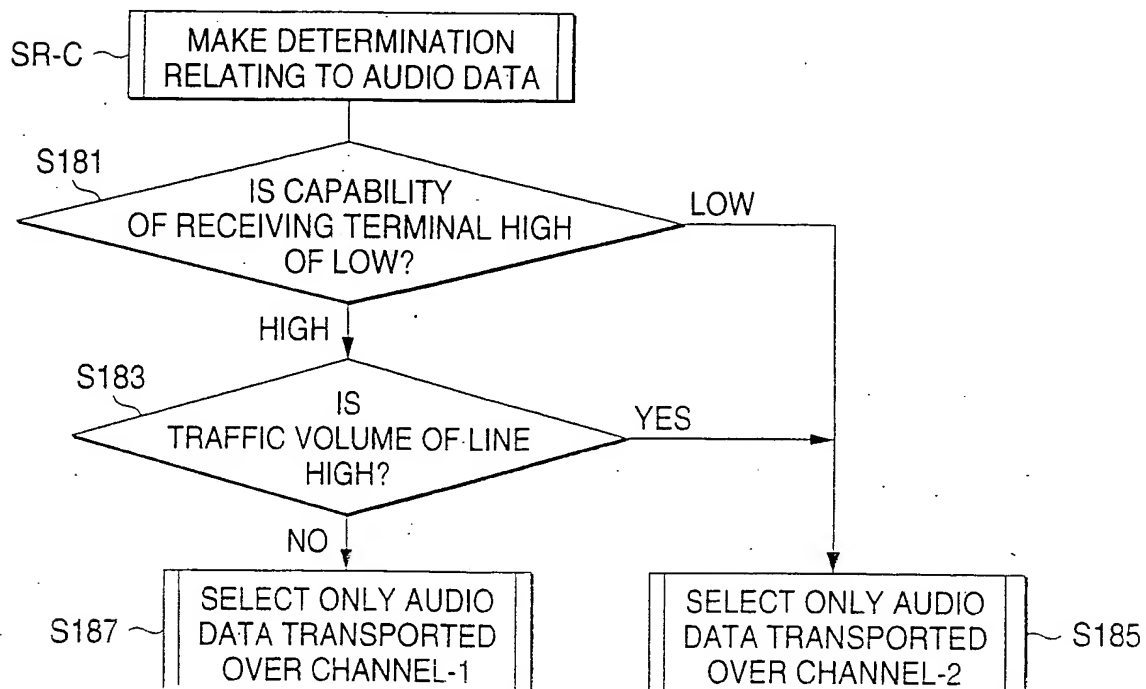 SR-C
MAKE DETERMINATION
RELATING TO AUDIO DATA
S181
IS CAPABILITY
OF RECEIVING TERMINAL HIGH
OF LOW?
LOW
HIGH
S183
IS
TRAFFIC VOLUME OF LINE
HIGH?
YES
NO
S187
SELECT ONLY AUDIO
DATA TRANSPORTED
OVER CHANNEL-1
SELECT ONLY AUDIO
DATA TRANSPORTED
OVER CHANNEL-2
S185